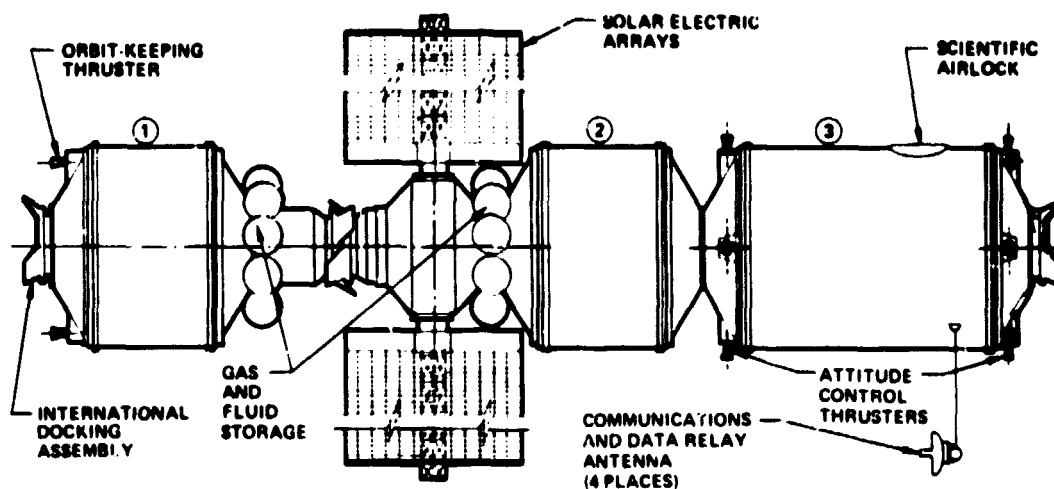 SOLAR ELECTRIC
ARRAYS
ORBIT-KEEPING
THRUSTER
SCIENTIFIC
AIRLOCK
1
2
3
GAS
AND
FLUID
STORAGE
INTERNATIONAL
DOCKING
ASSEMBLY
ATTITUDE
CONTROL
THRUSTERS
COMMUNICATIONS
AND DATA RELAY
ANTENNA
(4 PLACES)